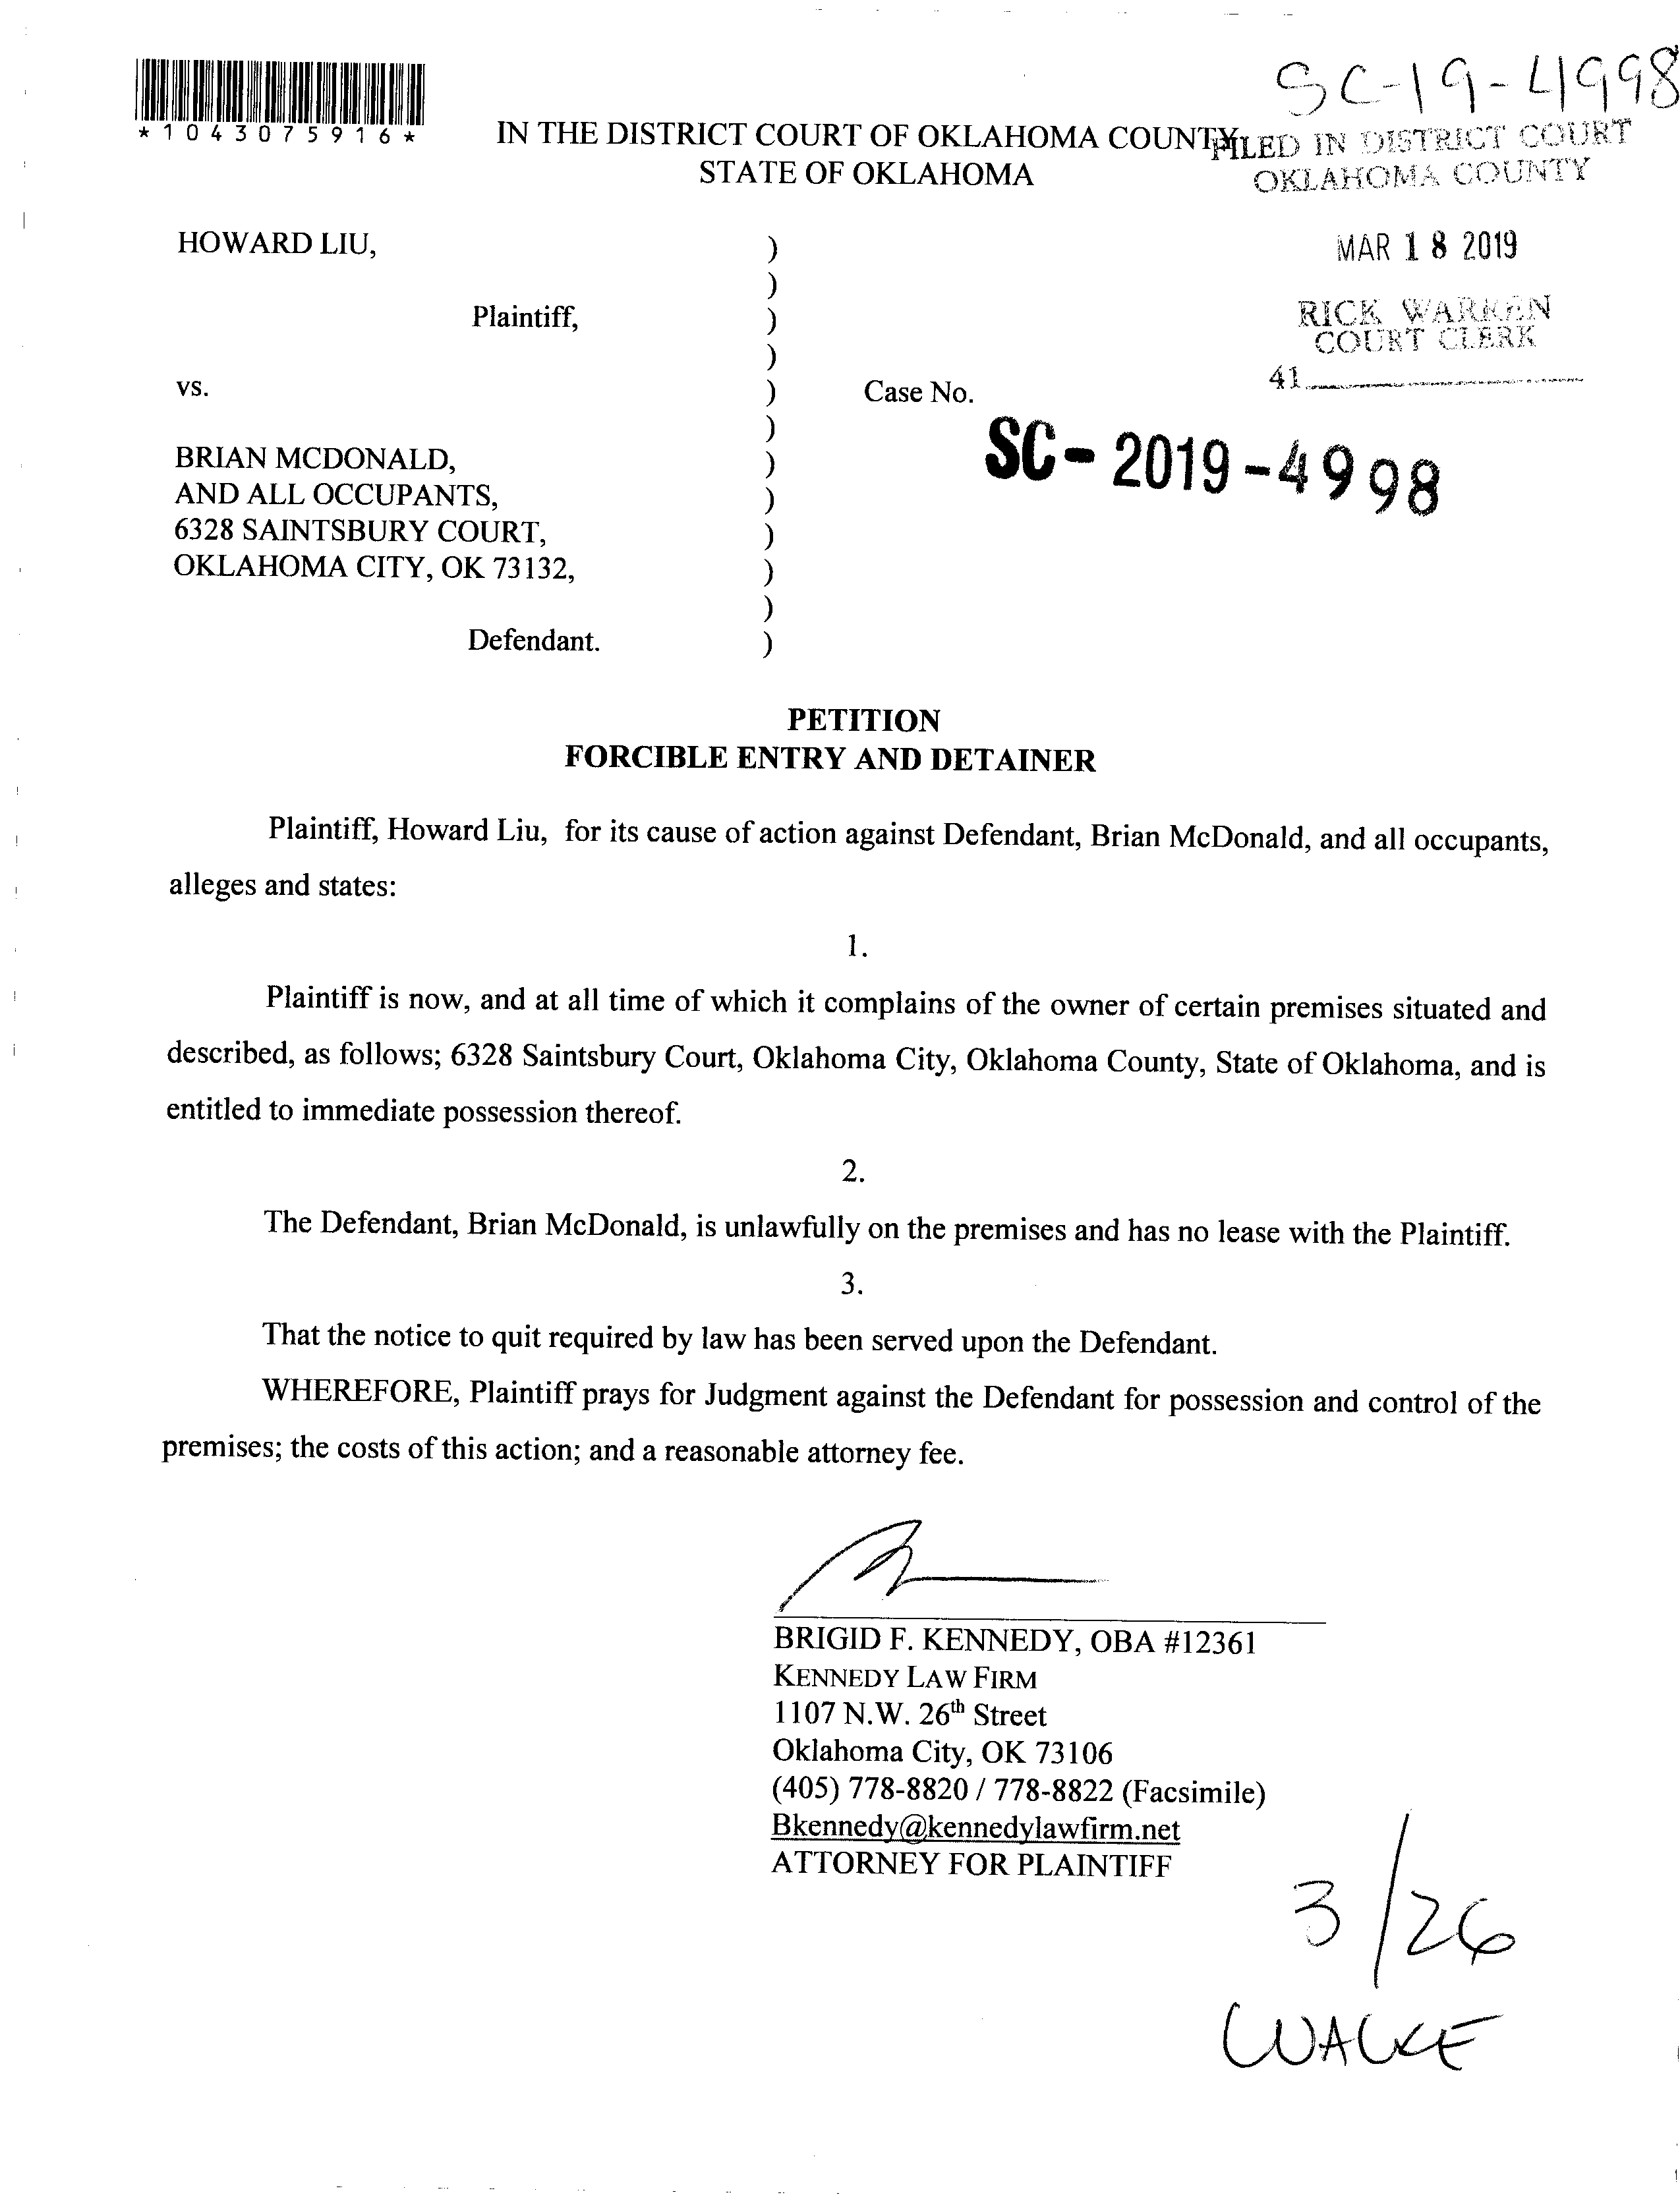 SC-19-4998
*1043075916*
IN THE DISTRICT COURT OF OKLAHOMA COUNTY
STATE OF OKLAHOMA
FILED IN DISTRICT COURT
OKLAHOMA COUNTY
MAR 18 2019
RICK WARREN
COURT CLERK
41
HOWARD LIU,
Plaintiff,
vs.
BRIAN MCDONALD,
AND ALL OCCUPANTS,
6328 SAINTSBURY COURT,
OKLAHOMA CITY, OK 73132,
Defendant.
)
)
)
)
)
)
)
)
)
)
)
)
Case No.
SC-2019-4998
PETITION
FORCIBLE ENTRY AND DETAINER
Plaintiff, Howard Liu, for its cause of action against Defendant, Brian McDonald, and all occupants,
alleges and states:
1.
Plaintiff is now, and at all time of which it complains of the owner of certain premises situated and
described, as follows; 6328 Saintsbury Court, Oklahoma City, Oklahoma County, State of Oklahoma, and is
entitled to immediate possession thereof.
2.
The Defendant, Brian McDonald, is unlawfully on the premises and has no lease with the Plaintiff.
3.
That the notice to quit required by law has been served upon the Defendant.
WHEREFORE, Plaintiff prays for Judgment against the Defendant for possession and control of the
premises; the costs of this action; and a reasonable attorney fee.
BRIGID F. KENNEDY, OBA #12361
KENNEDY LAW FIRM
1107 N.W. 26th Street
Oklahoma City, OK 73106
(405) 778-8820 / 778-8822 (Facsimile)
Bkennedy@kennedylawfirm.net
ATTORNEY FOR PLAINTIFF
3/26
WALKE